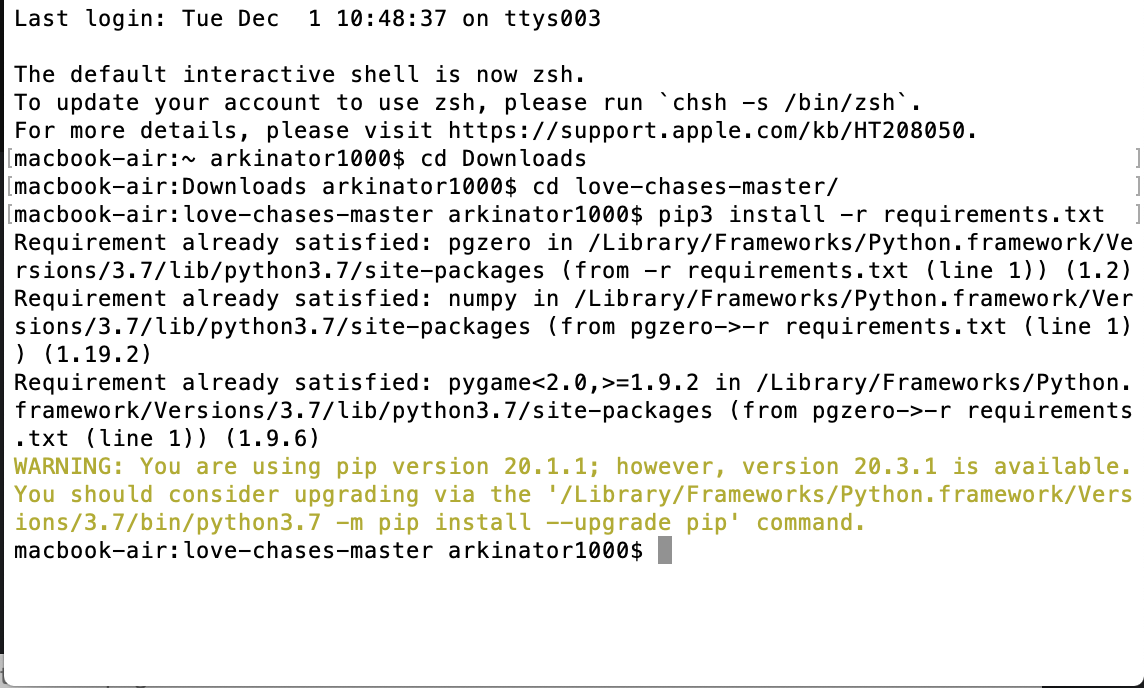 Last login: Tue Dec  1 10:48:37 on ttys003
The default interactive shell is now zsh.
To update your account to use zsh, please run `chsh -s /bin/zsh`.
For more details, please visit https://support.apple.com/kb/HT208050.
[macbook-air:~ arkinator1000$ cd Downloads ]
[macbook-air:Downloads arkinator1000$ cd love-chases-master/ ]
[macbook-air:love-chases-master arkinator1000$ pip3 install -r requirements.txt ]
Requirement already satisfied: pgzero in /Library/Frameworks/Python.framework/Ve
rsions/3.7/lib/python3.7/site-packages (from -r requirements.txt (line 1)) (1.2)
Requirement already satisfied: numpy in /Library/Frameworks/Python.framework/Ver
sions/3.7/lib/python3.7/site-packages (from pgzero->-r requirements.txt (line 1)
) (1.19.2)
Requirement already satisfied: pygame<2.0,>=1.9.2 in /Library/Frameworks/Python.
framework/Versions/3.7/lib/python3.7/site-packages (from pgzero->-r requirements
.txt (line 1)) (1.9.6)
WARNING: You are using pip version 20.1.1; however, version 20.3.1 is available.
You should consider upgrading via the '/Library/Frameworks/Python.framework/Vers
ions/3.7/bin/python3.7 -m pip install --upgrade pip' command.
macbook-air:love-chases-master arkinator1000$